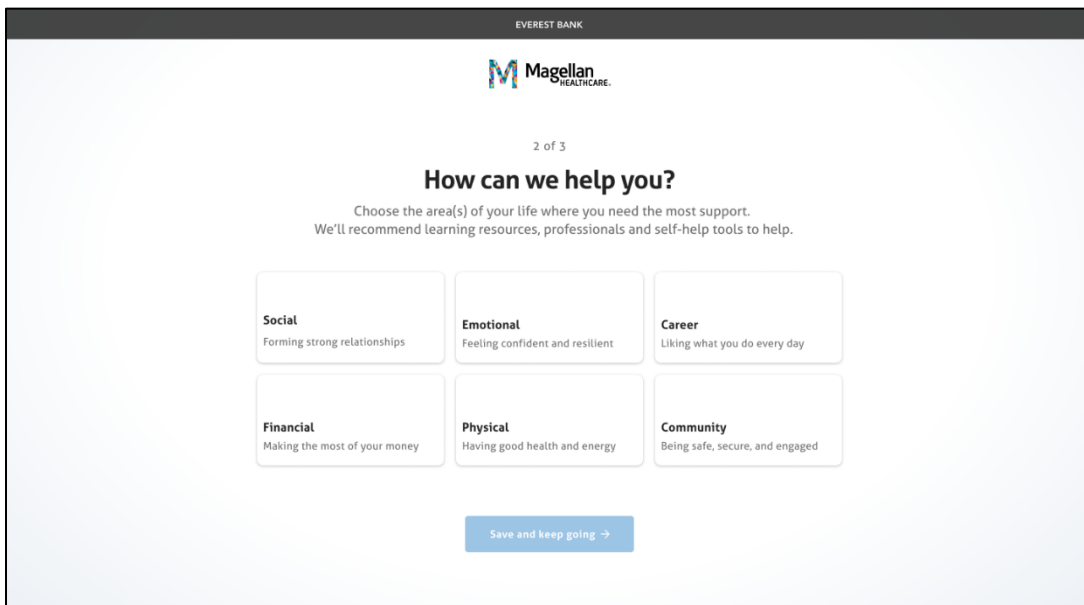 EVEREST BANK
Magellan
HEALTHCARE.
2 of 3
How can we help you?
Choose the area(s) of your life where you need the most support.
We’ll recommend learning resources, professionals and self-help tools to help.
Social
Forming strong relationships
Emotional
Feeling confident and resilient
Career
Liking what you do every day
Financial
Making the most of your money
Physical
Having good health and energy
Community
Being safe, secure, and engaged
Save and keep going →